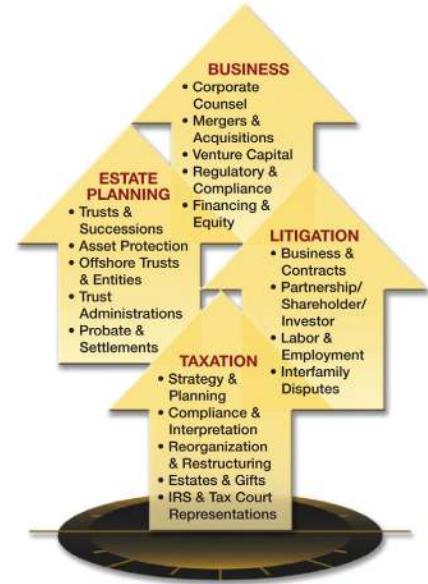 BUSINESS
• Corporate
Counsel
• Mergers &
Acquisitions
• Venture Capital
• Regulatory &
Compliance
• Financing &
Equity
ESTATE
PLANNING
• Trusts &
Successions
• Asset Protection
• Offshore Trusts
& Entities
• Trust
Administrations
• Probate &
Settlements
LITIGATION
• Business &
Contracts
• Partnership/
Shareholder/
Investor
• Labor &
Employment
• Interfamily
Disputes
TAXATION
• Strategy &
Planning
• Compliance &
Interpretation
• Reorganization
& Restructuring
• Estates & Gifts
• IRS & Tax Court
Representations